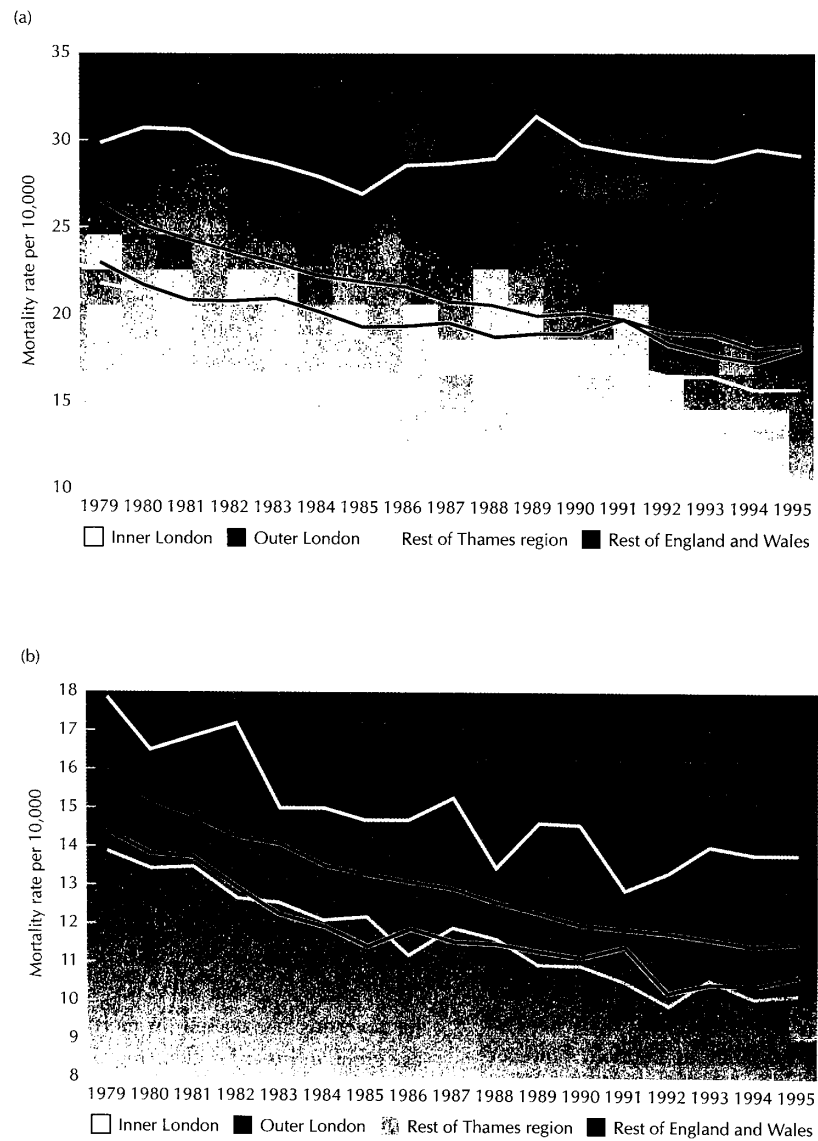 (a)
Mortality rate per 10,000
35
30
25
20
15
10
1979 1980 1981 1982 1983 1984 1985 1986 1987 1988 1989 1990 1991 1992 1993 1994 1995
Inner London Outer London Rest of Thames region Rest of England and Wales
(b)
Mortality rate per 10,000
18
17
16
15
14
13
12
11
10
9
8
1979 1980 1981 1982 1983 1984 1985 1986 1987 1988 1989 1990 1991 1992 1993 1994 1995
Inner London Outer London Rest of Thames region Rest of England and Wales